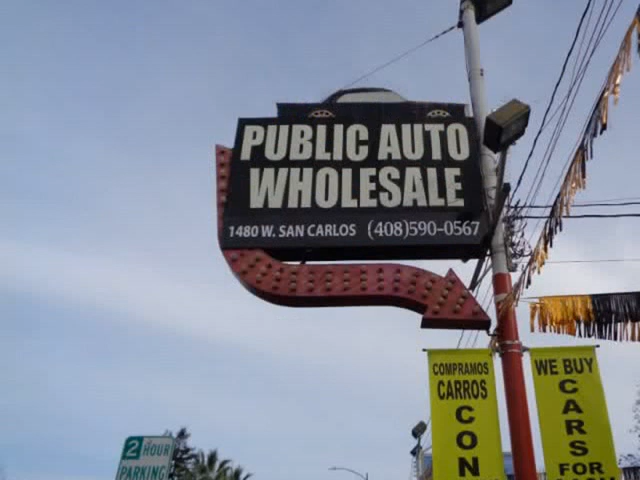 PUBLIC AUTO
WHOLESALE
1480 W. SAN CARLOS (408)590-0567
COMPRAMOS
CARROS
CON
WE BUY
CARS
FOR
2 HOUR
PARKING